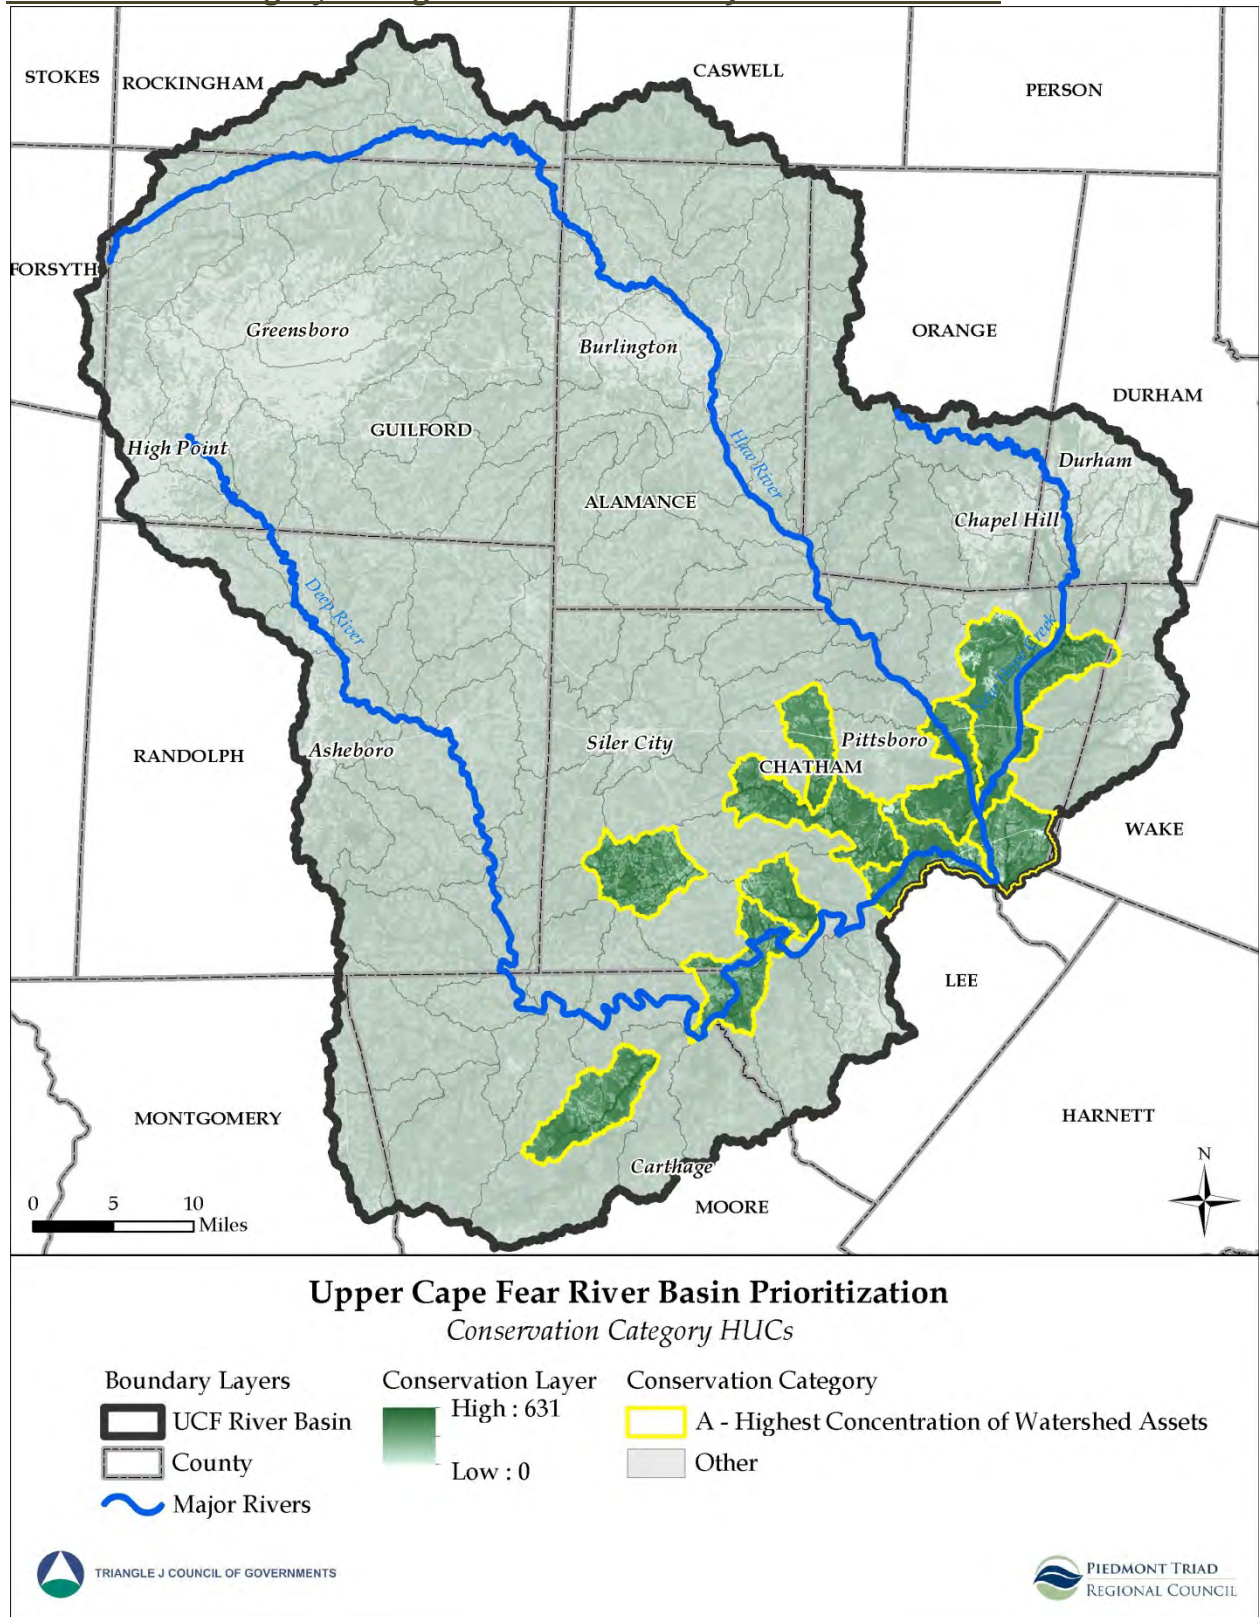 STOKES
ROCKINGHAM
CASWELL
PERSON
FORSYTH
Greensboro
Burlington
ORANGE
DURHAM
High Point
GUILFORD
Haw River
Durham
ALAMANCE
Chapel Hill
Deep River
Creek
RANDOLPH
Asheboro
Siler City
Pittsboro
CHATHAM
WAKE
LEE
MONTGOMERY
HARNETT
Carthage
MOORE
N
0 5 10
Miles
Upper Cape Fear River Basin Prioritization
Conservation Category HUCs
Boundary Layers
UCF River Basin
County
Major Rivers
Conservation Layer
High : 631
Low : 0
Conservation Category
A - Highest Concentration of Watershed Assets
Other
TRIANGLE J COUNCIL OF GOVERNMENTS
PIEDMONT TRIAD
REGIONAL COUNCIL